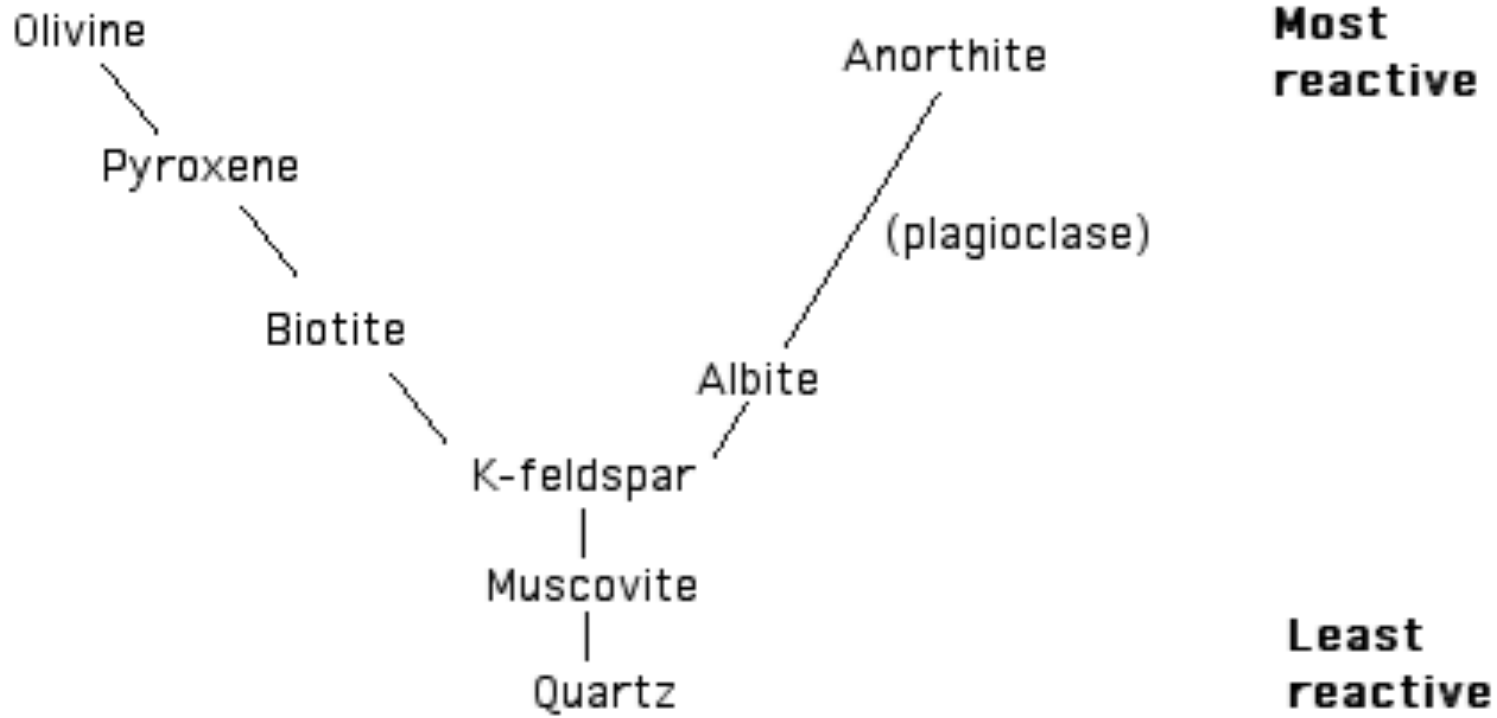 Olivine
Anorthite
Most
reactive
Pyroxene
(plagioclase)
Biotite
Albite
K-feldspar
Muscovite
Quartz
Least
reactive